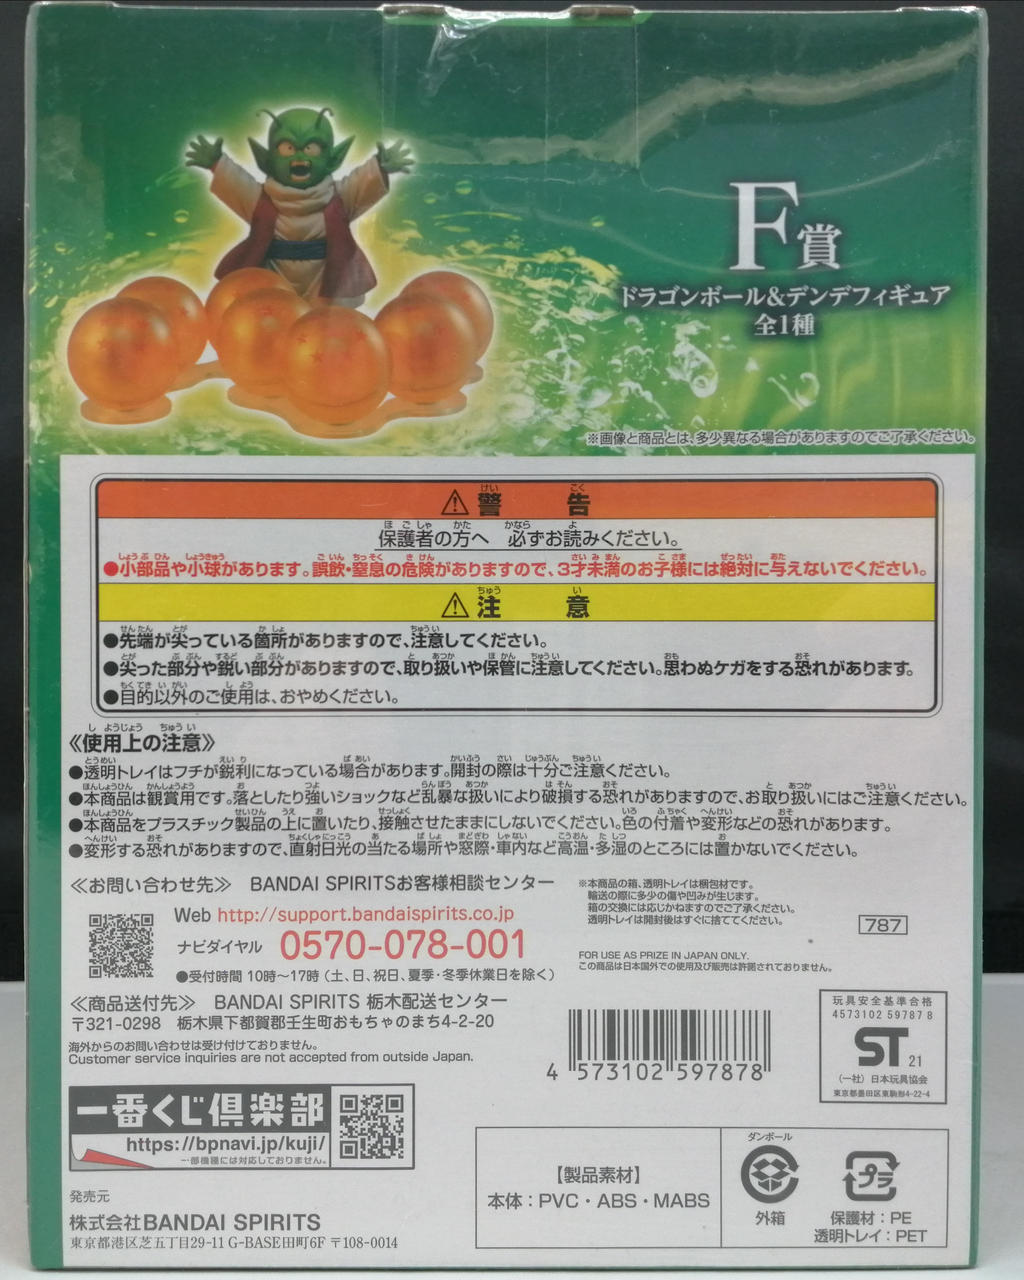 F賞
ドラゴンボール&デンデフィギュア
全1種
※画像と商品とは、多少異なる場合がありますのでご了承ください。
⚠警告
保護者の方へ 必ずお読みください。
●小部品や小球があります。誤飲・窒息の危険がありますので、3才未満のお子様には絶対に与えないでください。
⚠注意
●先端が尖っている箇所がありますので、注意してください。
●尖った部分や鋭い部分がありますので、取り扱いや保管に注意してください。思わぬケガをする恐れがあります。
●目的以外のご使用は、おやめください。
《使用上の注意》
●透明トレイはフチが鋭利になっている場合があります。開封の際は十分ご注意ください。
●本商品は観賞用です。落としたり強いショックなど乱暴な扱いにより破損する恐れがありますので、お取り扱いにはご注意ください。
●本商品をプラスチック製品の上に置いたり、接触させたままにしないでください。色の付着や変形などの恐れがあります。
●変形する恐れがありますので、直射日光の当たる場所や窓際・車内など高温・多湿のところには置かないでください。
≪お問い合わせ先≫ BANDAI SPIRITSお客様相談センター
Web http://support.bandaispirits.co.jp
ナビダイヤル 0570-078-001
●受付時間 10時～17時（土、日、祝日、夏季・冬季休業日を除く）
≪商品送付先≫ BANDAI SPIRITS 栃木配送センター
〒321-0298 栃木県下都賀郡壬生町おもちゃのまち4-2-20
海外からのお問い合わせは受け付けておりません。
Customer service inquiries are not accepted from outside Japan.
※本商品の箱、透明トレイは梱包材です。
輸送の際に多少の傷や凹みが生じます。
箱の交換には応じかねますのでご了承ください。
透明トレイは開封後はすぐに捨ててください。
787
FOR USE AS PRIZE IN JAPAN ONLY.
この商品は日本国外での使用及び販売は許諾されておりません。
4 573102 597878
玩具安全基準合格
4573102 59787 8
ST 21
（一社）日本玩具協会
東京都墨田区東駒形4-22-4
一番くじ倶楽部
https://bpnavi.jp/kuji/
一部機種には対応しておりません。
発売元
株式会社BANDAI SPIRITS
東京都港区芝五丁目29-11 G-BASE田町6F 〒108-0014
【製品素材】
本体：PVC・ABS・MABS
ダンボール
外箱
プラ
保護材：PE
透明トレイ：PET